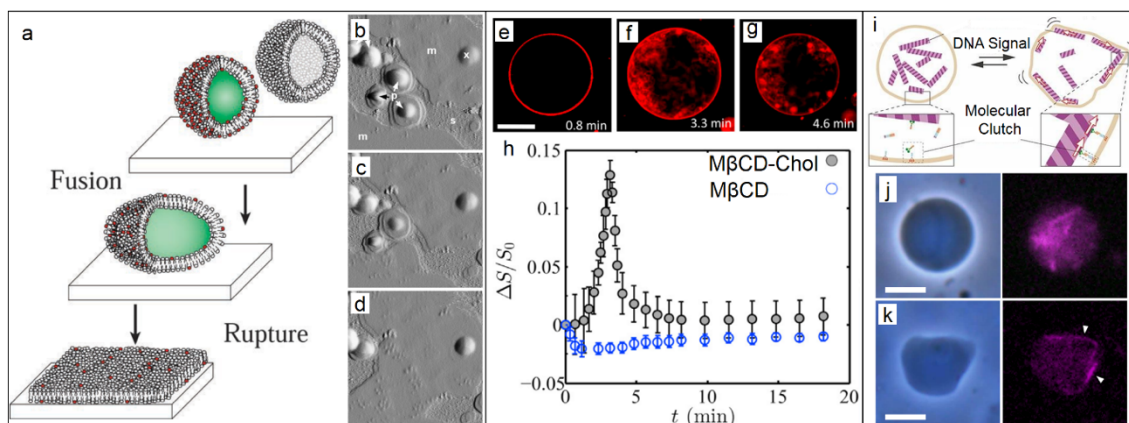 a
Fusion
Rupture
b
m
x
p
s
m
c
d
e
0.8 min
f
3.3 min
g
4.6 min
h
0.15
0.10
0.05
0
−0.05
ΔS/S0
MβCD-Chol
MβCD
0
5
10
15
20
t (min)
i
DNA Signal
Molecular
Clutch
j
k